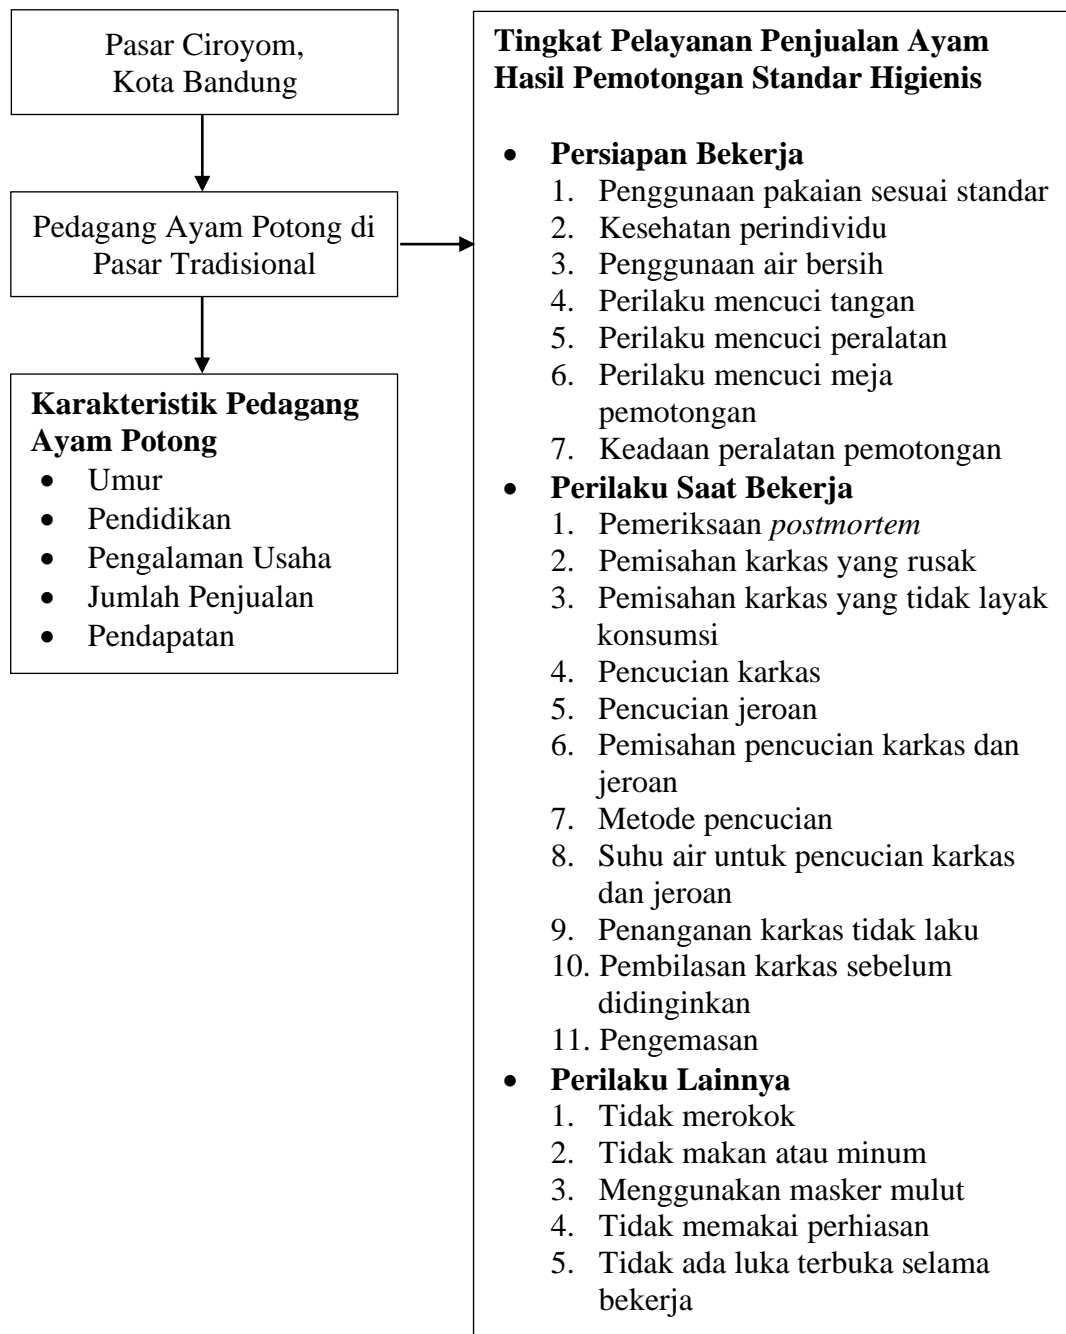 Pasar Ciroyom,
Kota Bandung
Pedagang Ayam Potong di
Pasar Tradisional
Karakteristik Pedagang
Ayam Potong
• Umur
• Pendidikan
• Pengalaman Usaha
• Jumlah Penjualan
• Pendapatan
Tingkat Pelayanan Penjualan Ayam
Hasil Pemotongan Standar Higienis
• Persiapan Bekerja
1. Penggunaan pakaian sesuai standar
2. Kesehatan perindividu
3. Penggunaan air bersih
4. Perilaku mencuci tangan
5. Perilaku mencuci peralatan
6. Perilaku mencuci meja
pemotongan
7. Keadaan peralatan pemotongan
• Perilaku Saat Bekerja
1. Pemeriksaan postmortem
2. Pemisahan karkas yang rusak
3. Pemisahan karkas yang tidak layak
konsumsi
4. Pencucian karkas
5. Pencucian jeroan
6. Pemisahan pencucian karkas dan
jeroan
7. Metode pencucian
8. Suhu air untuk pencucian karkas
dan jeroan
9. Penanganan karkas tidak laku
10. Pembilasan karkas sebelum
didinginkan
11. Pengemasan
• Perilaku Lainnya
1. Tidak merokok
2. Tidak makan atau minum
3. Menggunakan masker mulut
4. Tidak memakai perhiasan
5. Tidak ada luka terbuka selama
bekerja